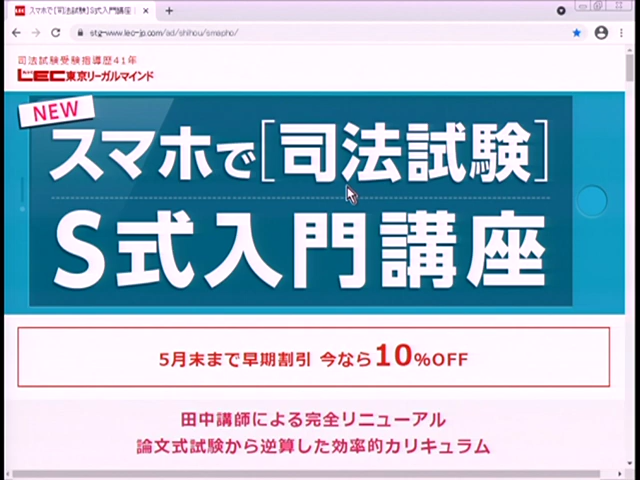 スマホで[司法試験]S式入門講座
stg-www.lec-jp.com/ad/shihou/smapho/
司法試験受験指導歴41年
LEC東京リーガルマインド
NEW
スマホで[司法試験]
S式入門講座
5月末まで早期割引 今なら10%OFF
田中講師による完全リニューアル
論文式試験から逆算した効率的カリキュラム